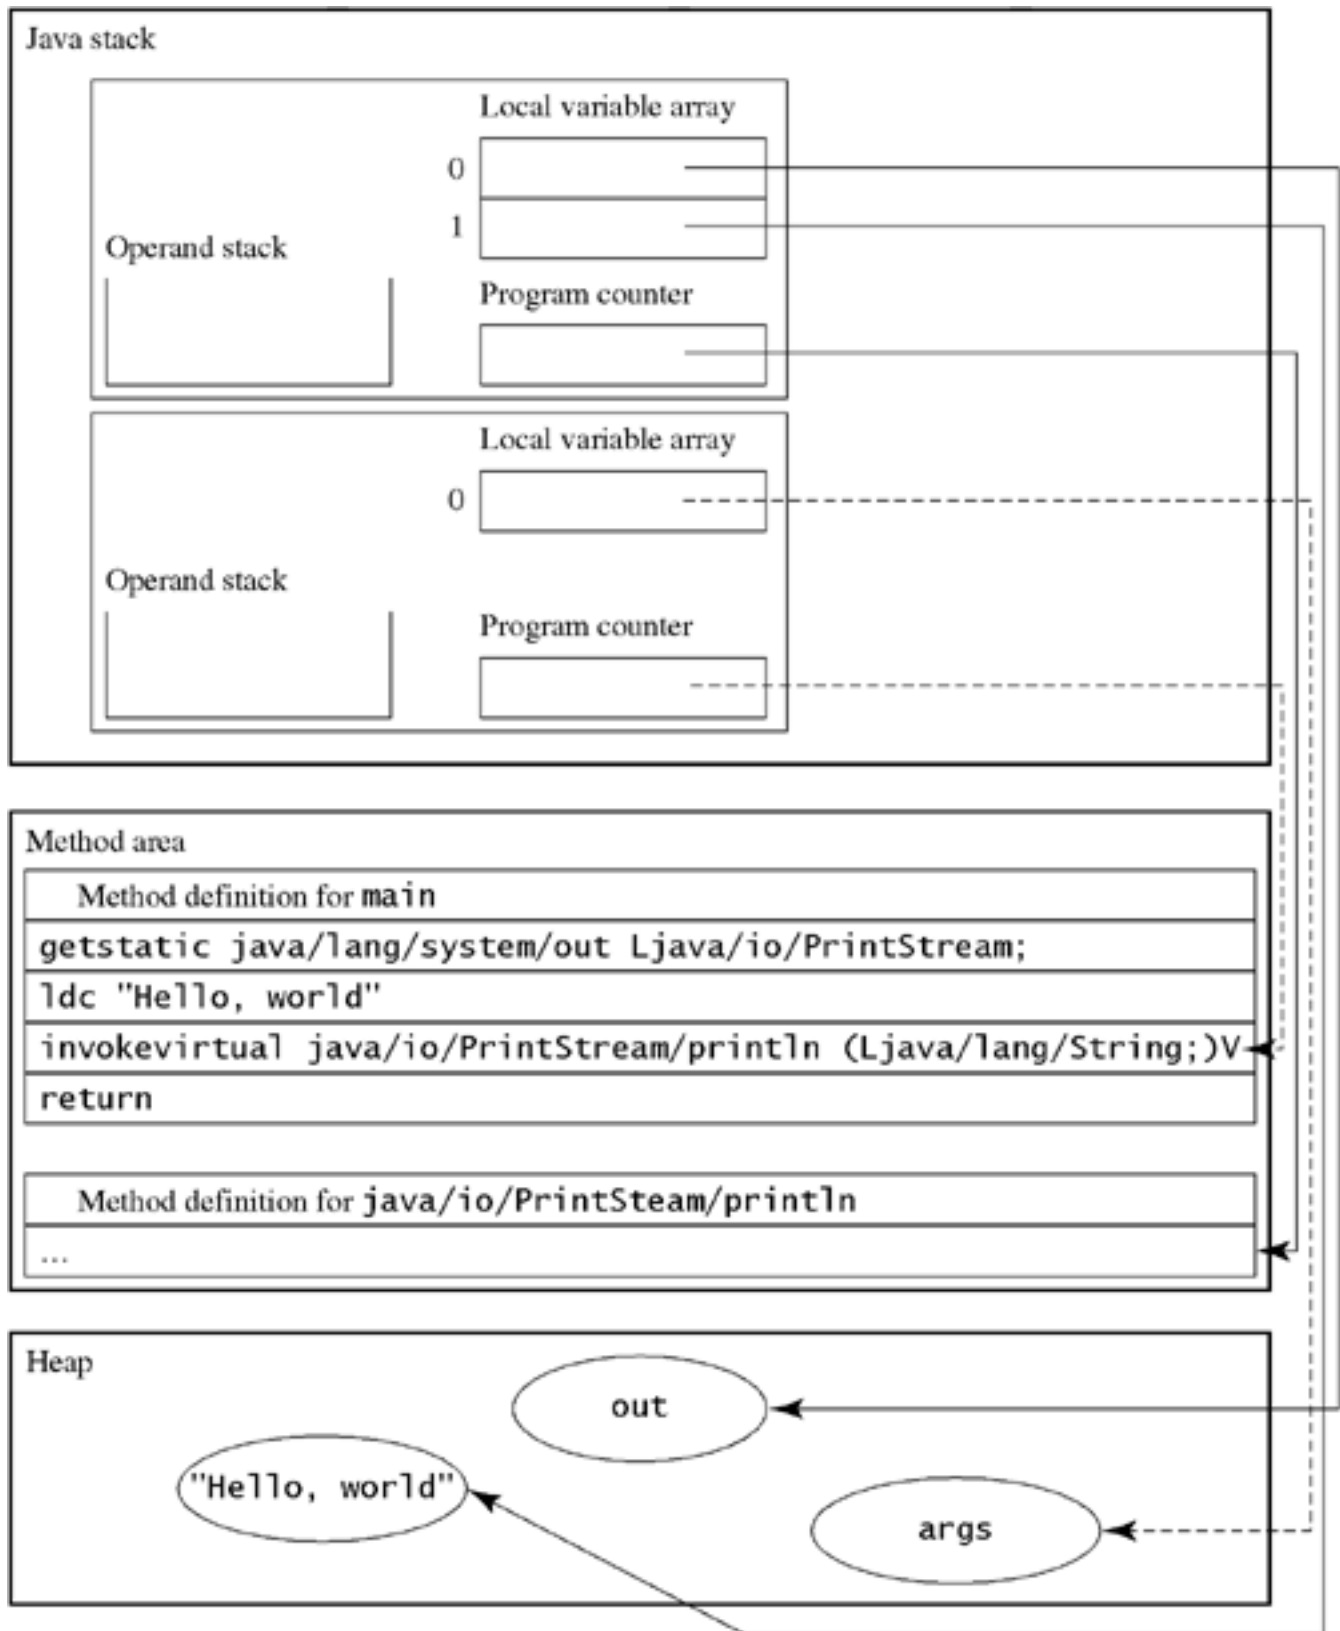 Java stack
Local variable array
0
1
Operand stack
Program counter
Local variable array
0
Operand stack
Program counter
Method area
Method definition for main
getstatic java/lang/system/out Ljava/io/PrintStream;
ldc "Hello, world"
invokevirtual java/io/PrintStream/println (Ljava/lang/String;)V
return
Method definition for java/io/PrintSteam/println
...
Heap
out
"Hello, world"
args